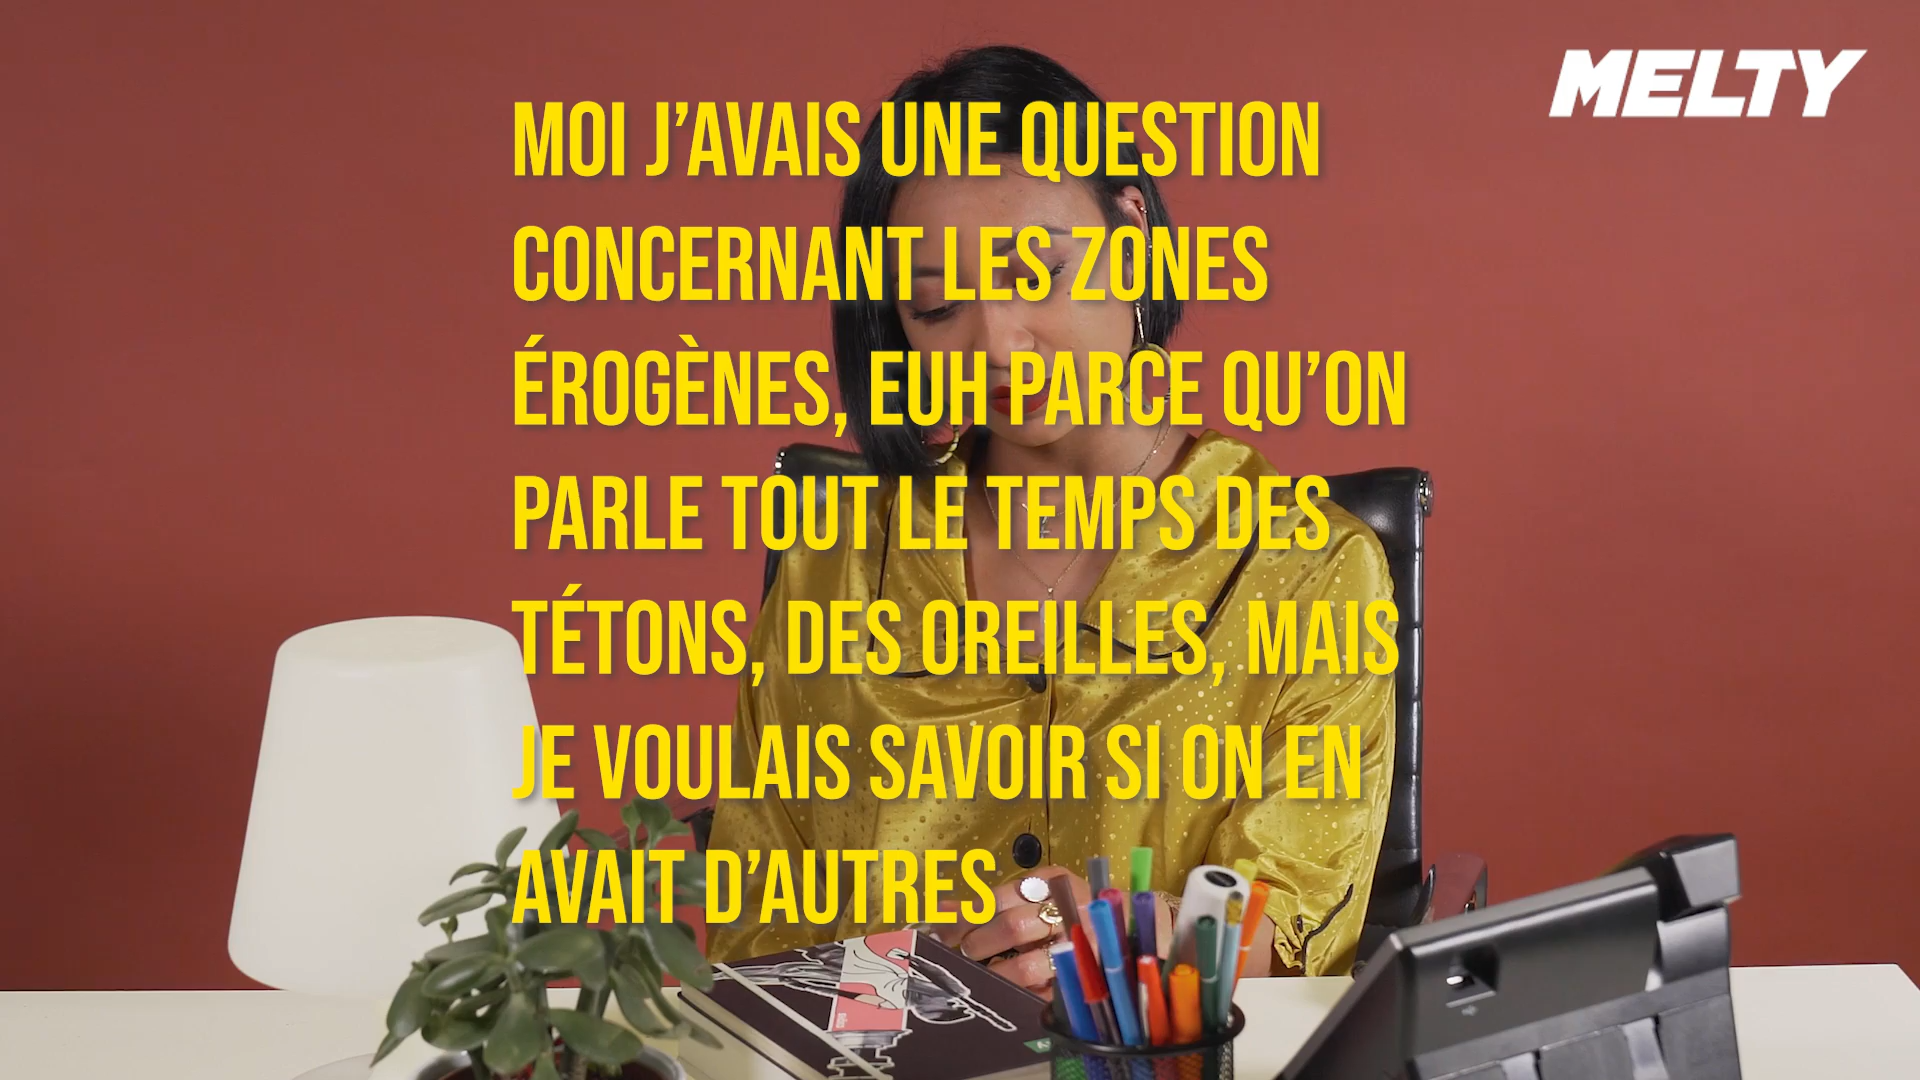 MELTY
MOI J’AVAIS UNE QUESTION
CONCERNANT LES ZONES
ÉROGÈNES, EUH PARCE QU’ON
PARLE TOUT LE TEMPS DES
TÉTONS, DES OREILLES, MAIS
JE VOULAIS SAVOIR SI ON EN
AVAIT D’AUTRES